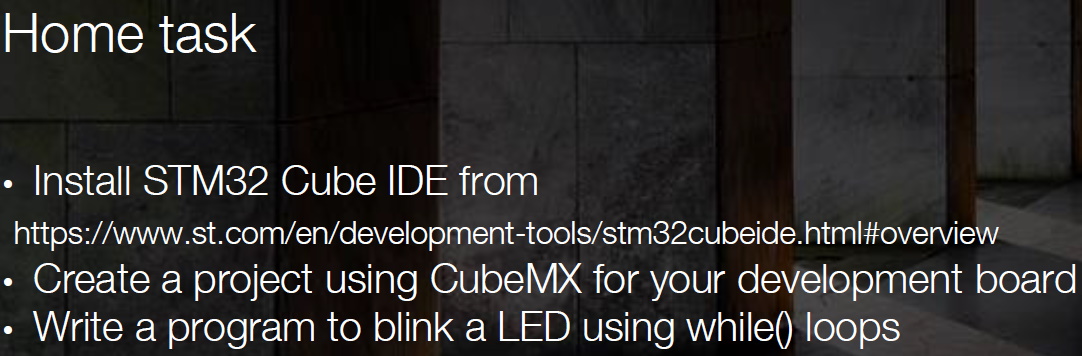 Home task
• Install STM32 Cube IDE from
https://www.st.com/en/development-tools/stm32cubeide.html#overview
• Create a project using CubeMX for your development board
• Write a program to blink a LED using while() loops